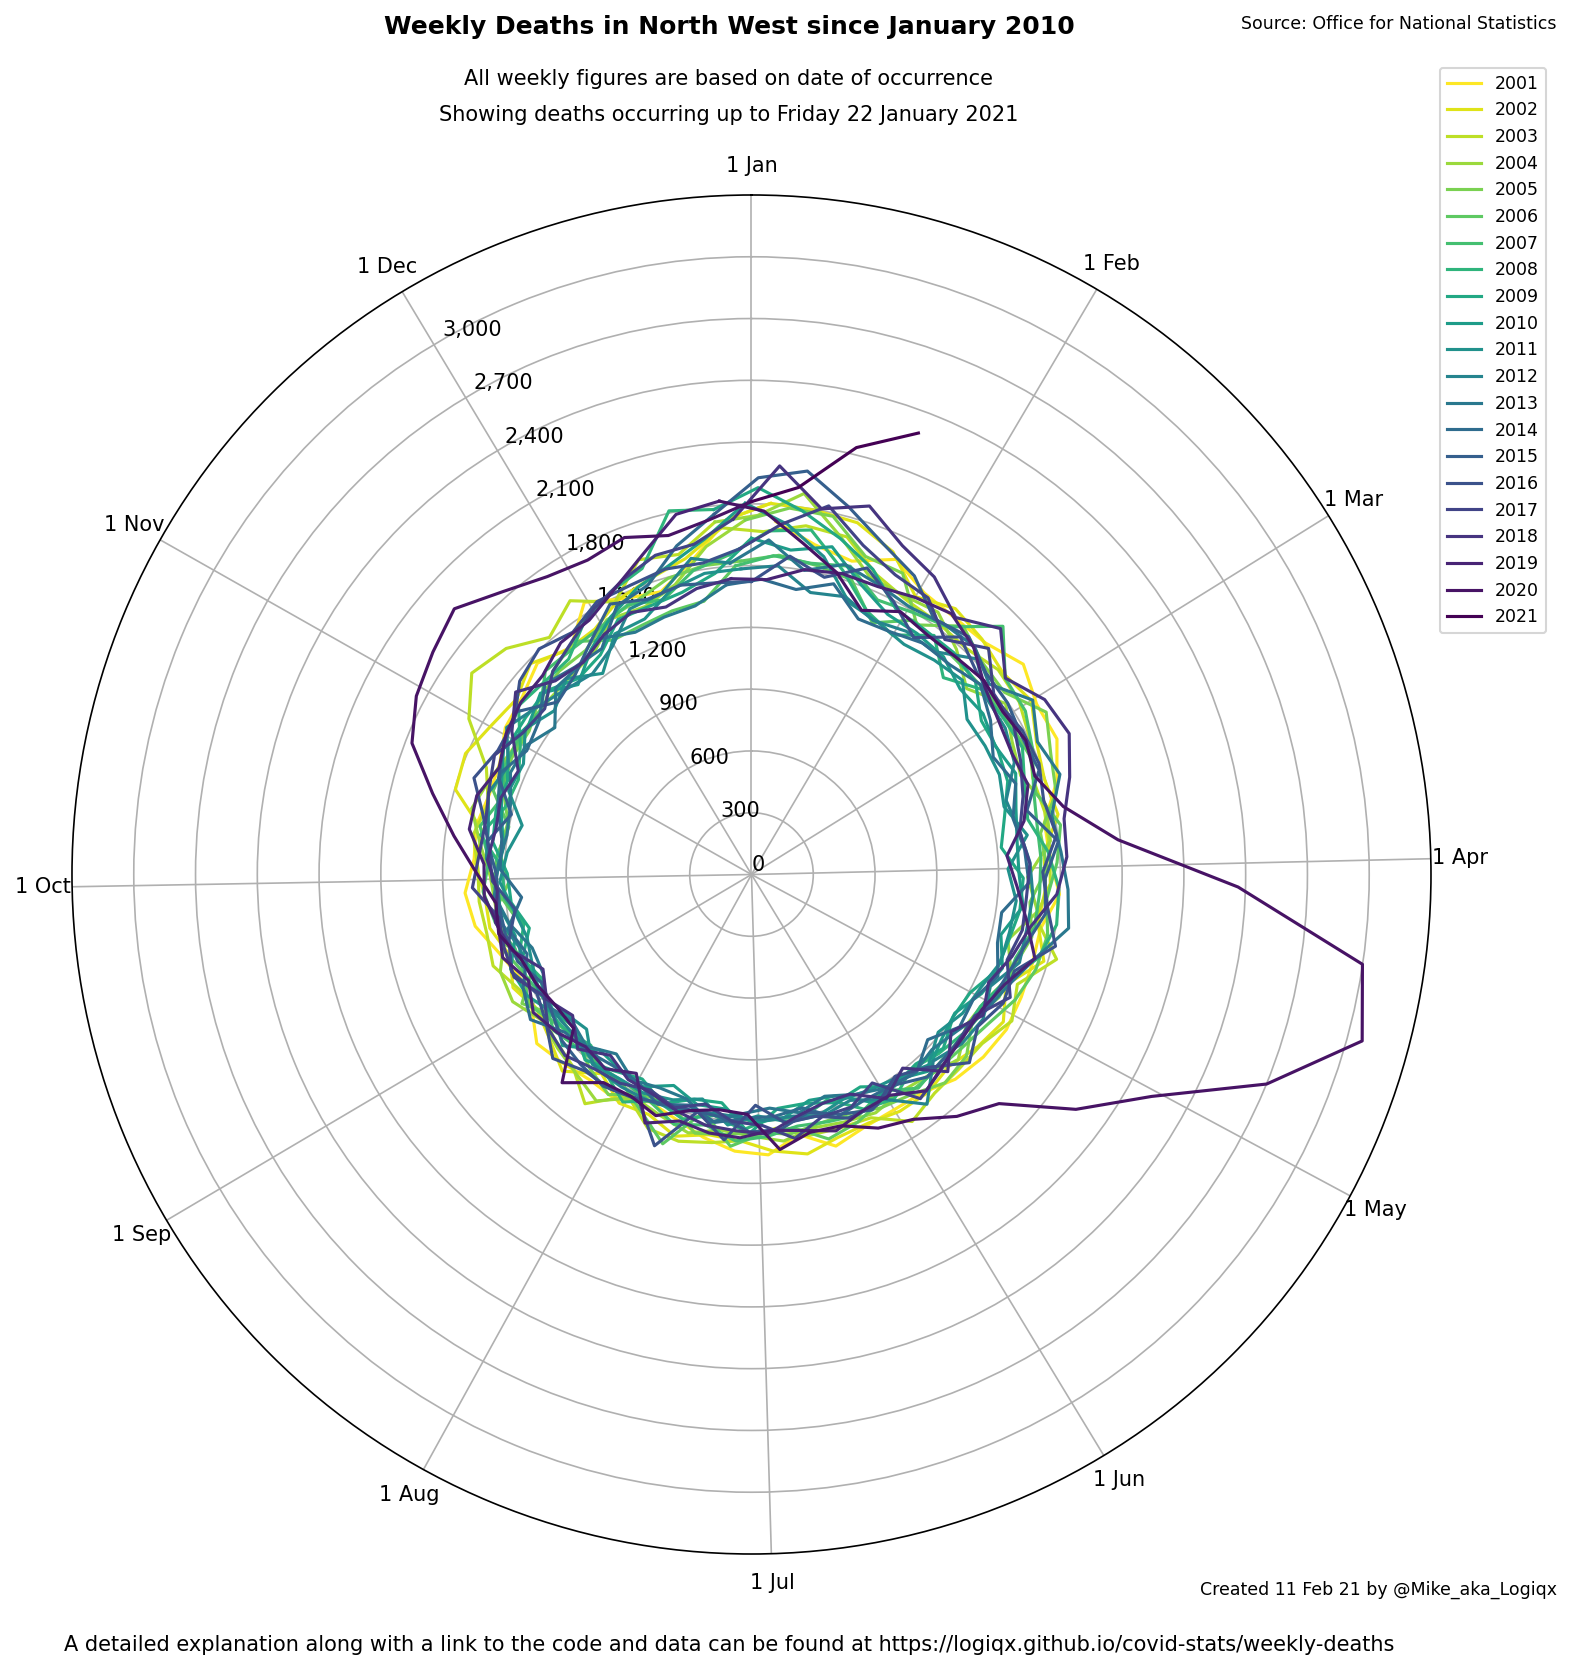 Weekly Deaths in North West since January 2010
Source: Office for National Statistics
All weekly figures are based on date of occurrence
Showing deaths occurring up to Friday 22 January 2021
2001
2002
2003
2004
2005
2006
2007
2008
2009
2010
2011
2012
2013
2014
2015
2016
2017
2018
2019
2020
2021
1 Jan
1 Feb
1 Mar
1 Apr
1 May
1 Jun
1 Jul
1 Aug
1 Sep
1 Oct
1 Nov
1 Dec
3,000
2,700
2,400
2,100
1,800
1,200
900
600
300
0
Created 11 Feb 21 by @Mike_aka_Logiqx
A detailed explanation along with a link to the code and data can be found at https://logiqx.github.io/covid-stats/weekly-deaths